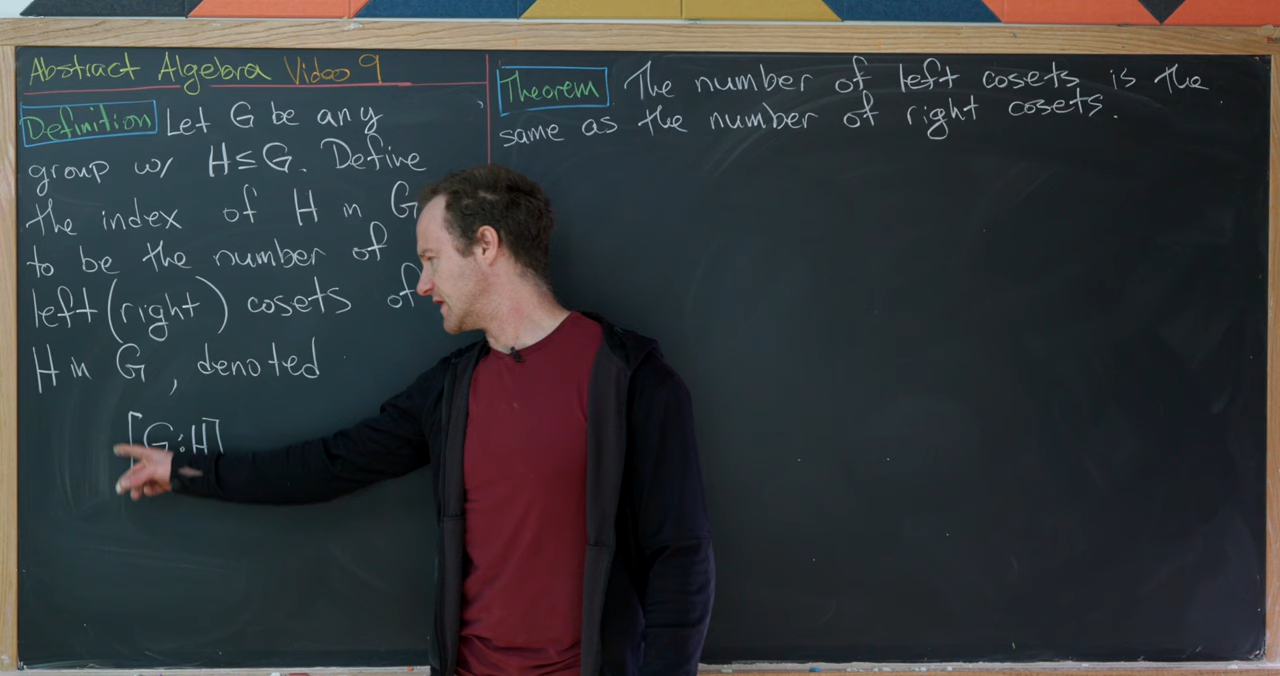 Abstract Algebra Video 9
Definition Let G be any
group w/ H≤G. Define
the index of H in G
to be the number of
left (right) cosets of
H in G, denoted
[G:H]
Theorem The number of left cosets is the
same as the number of right cosets.